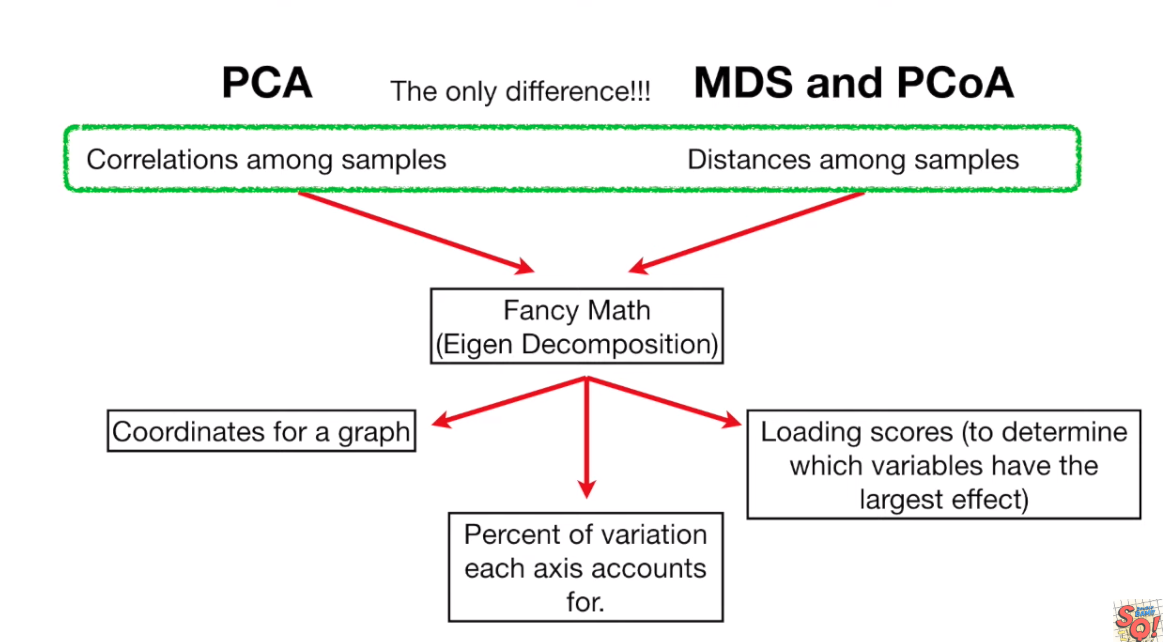 PCA
The only difference!!!
MDS and PCoA
Correlations among samples
Distances among samples
Fancy Math
(Eigen Decomposition)
Coordinates for a graph
Loading scores (to determine
which variables have the
largest effect)
Percent of variation
each axis accounts
for.
SQ!